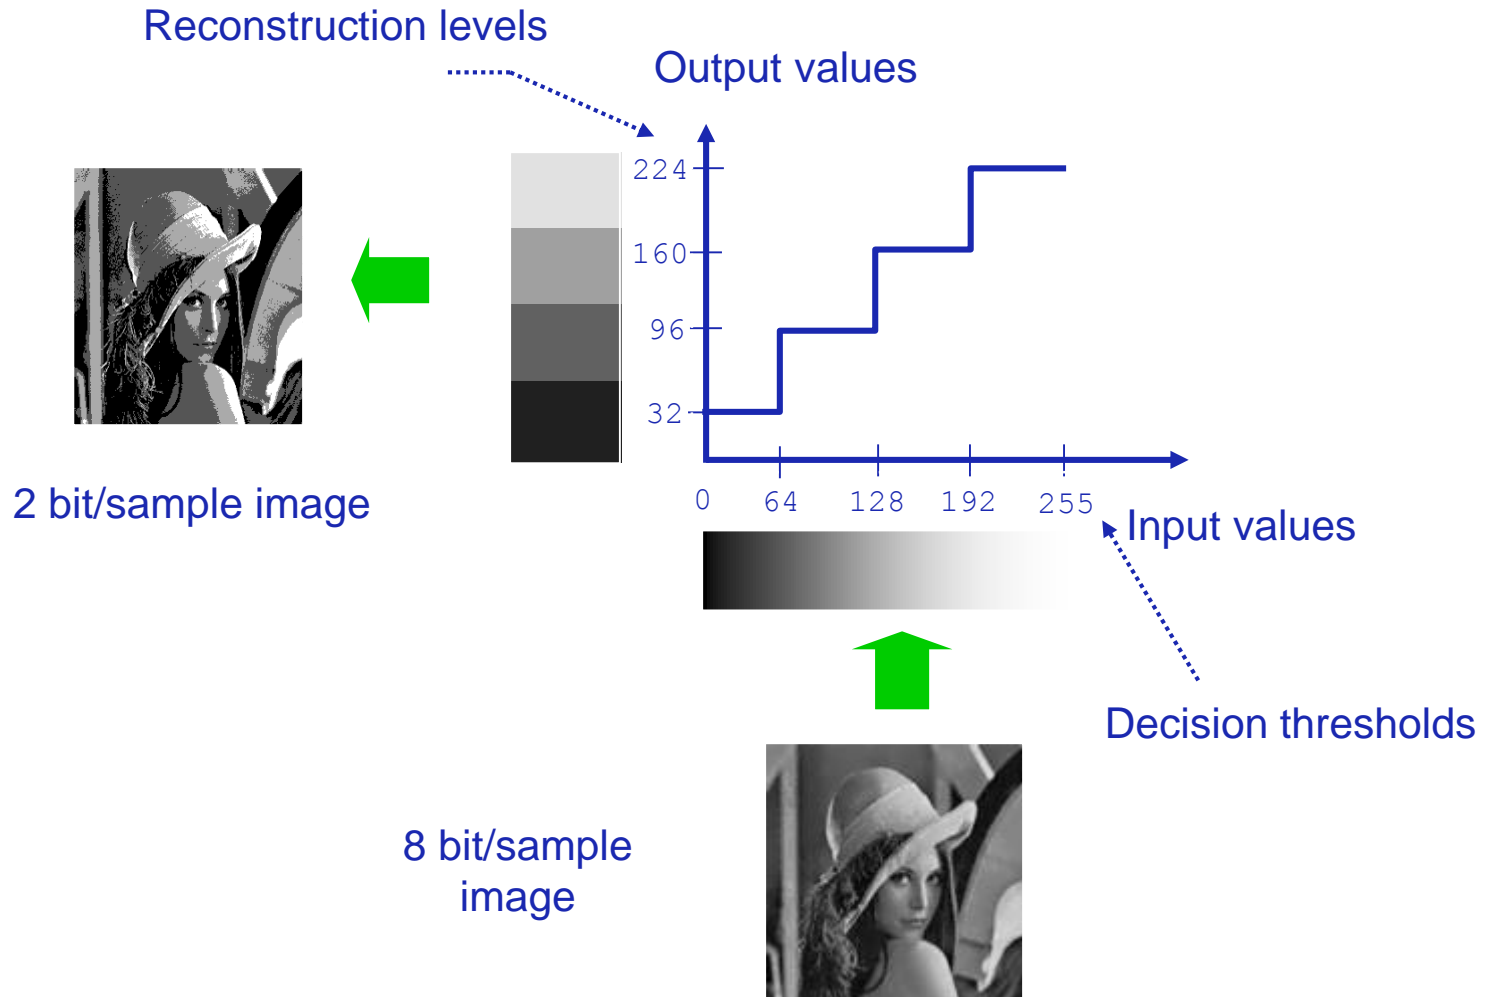 Reconstruction levels
Output values
224
160
96
32
0 64 128 192 255
Input values
2 bit/sample image
Decision thresholds
8 bit/sample
image